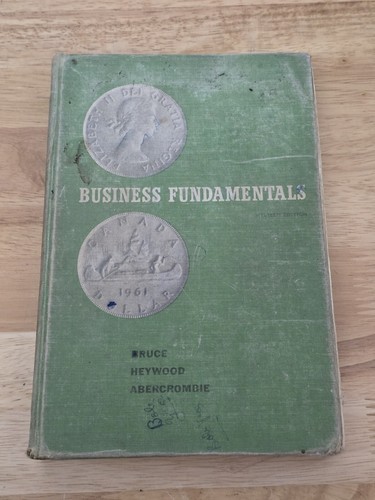 ELIZABETH II DEI GRATIA REGINA
BUSINESS FUNDAMENTALS
CANADA
1961
DOLLAR
BRUCE
HEYWOOD
ABERCROMBIE